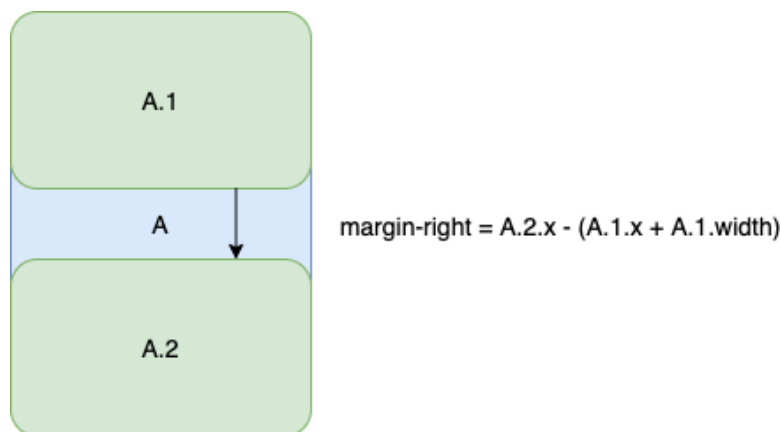 A.1
A
margin-right = A.2.x - (A.1.x + A.1.width)
A.2